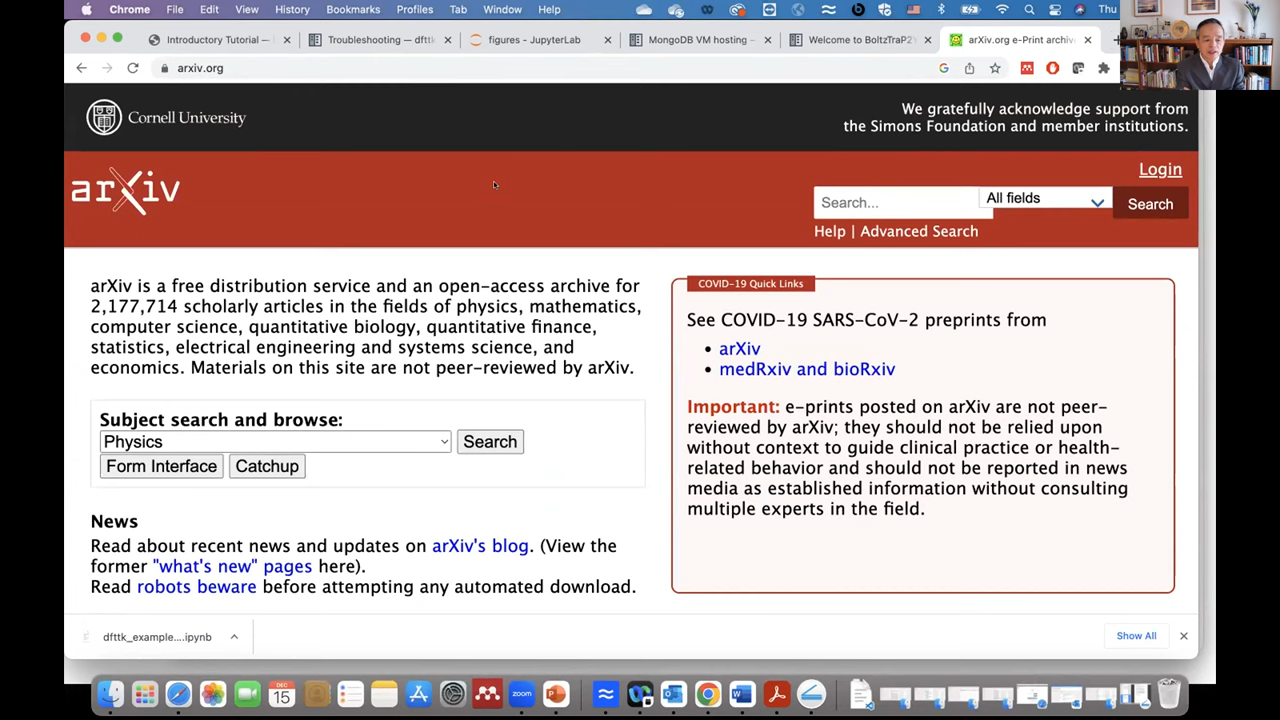 Chrome File Edit View History Bookmarks Profiles Tab Window Help Thu
Introductory Tutorial —
Troubleshooting — dftt
figures - JupyterLab
MongoDB VM hosting -
Welcome to BoltzTraP2
arXiv.org e-Print archiv
arxiv.org
Cornell University
We gratefully acknowledge support from
the Simons Foundation and member institutions.
arXiv
Login
Search...
All fields
Search
Help | Advanced Search
arXiv is a free distribution service and an open-access archive for
2,177,714 scholarly articles in the fields of physics, mathematics,
computer science, quantitative biology, quantitative finance,
statistics, electrical engineering and systems science, and
economics. Materials on this site are not peer-reviewed by arXiv.
Subject search and browse:
Physics
Search
Form Interface
Catchup
News
Read about recent news and updates on arXiv's blog. (View the
former "what's new" pages here).
Read robots beware before attempting any automated download.
COVID-19 Quick Links
See COVID-19 SARS-CoV-2 preprints from
• arXiv
• medRxiv and bioRxiv
Important: e-prints posted on arXiv are not peer-
reviewed by arXiv; they should not be relied upon
without context to guide clinical practice or health-
related behavior and should not be reported in news
media as established information without consulting
multiple experts in the field.
dfttk_example....ipynb
Show All
DEC
15
zoom